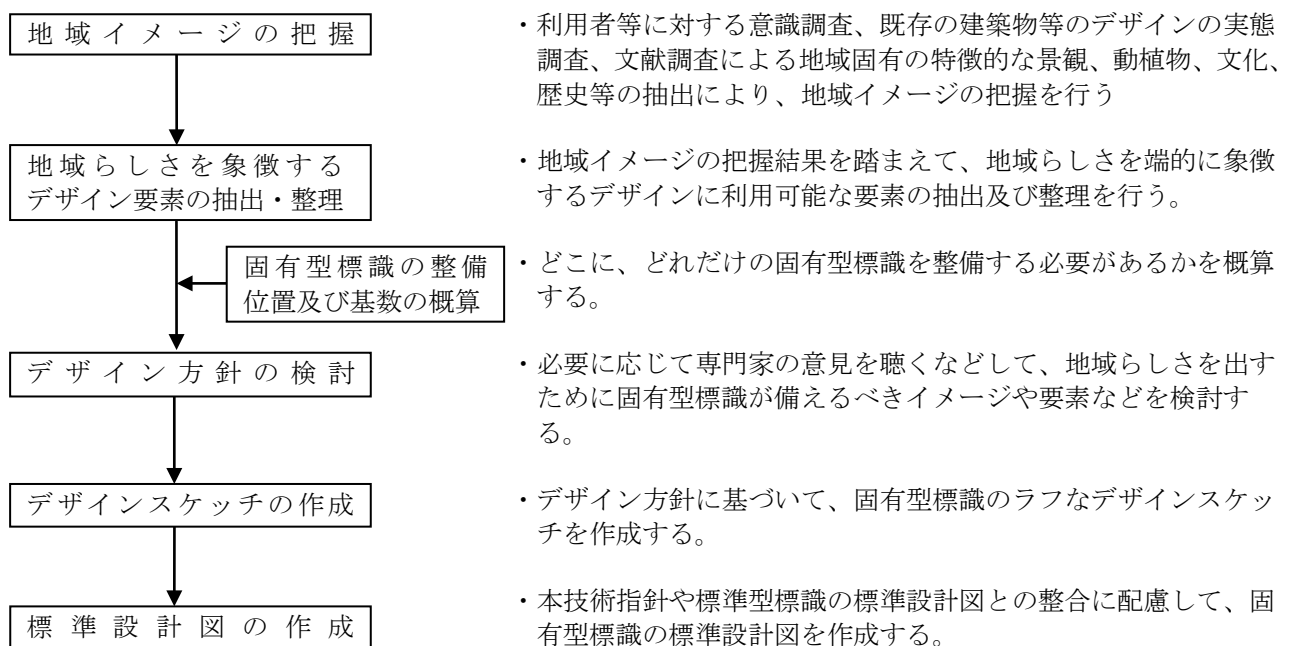 地域イメージの把握
・利用者等に対する意識調査、既存の建築物等のデザインの実態
調査、文献調査による地域固有の特徴的な景観、動植物、文化、
歴史等の抽出により、地域イメージの把握を行う
地域らしさを象徴する
デザイン要素の抽出・整理
・地域イメージの把握結果を踏まえて、地域らしさを端的に象徴
するデザインに利用可能な要素の抽出及び整理を行う。
固有型標識の整備
位置及び基数の概算
・どこに、どれだけの固有型標識を整備する必要があるかを概算
する。
デザイン方針の検討
・必要に応じて専門家の意見を聴くなどして、地域らしさを出す
ために固有型標識が備えるべきイメージや要素などを検討す
る。
デザインスケッチの作成
・デザイン方針に基づいて、固有型標識のラフなデザインスケッ
チを作成する。
標準設計図の作成
・本技術指針や標準型標識の標準設計図との整合に配慮して、固
有型標識の標準設計図を作成する。